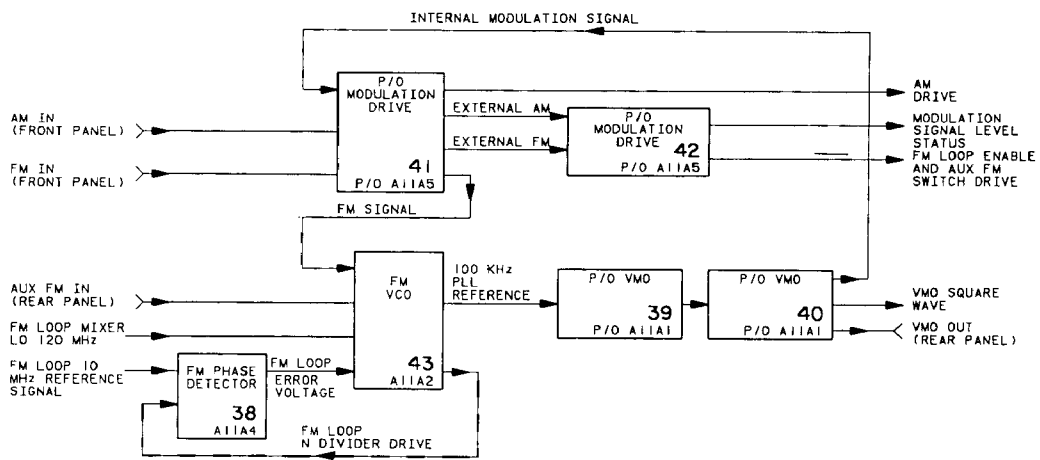 INTERNAL MODULATION SIGNAL
P/O
MODULATION
DRIVE
41
P/O A11A5
AM IN
(FRONT PANEL)
FM IN
(FRONT PANEL)
EXTERNAL AM
EXTERNAL FM
P/O
MODULATION
DRIVE
42
P/O A11A5
AM
DRIVE
MODULATION
SIGNAL LEVEL
STATUS
FM LOOP ENABLE
AND AUX FM
SWITCH DRIVE
FM SIGNAL
AUX FM IN
(REAR PANEL)
FM LOOP MIXER
LO 120 MHz
FM LOOP 10
MHz REFERENCE
SIGNAL
FM PHASE
DETECTOR
38
A11A4
FM LOOP
ERROR
VOLTAGE
FM
VCO
43
A11A2
FM LOOP
N DIVIDER DRIVE
100 KHz
PLL
REFERENCE
P/O VMO
39
P/O A11A1
P/O VMO
40
P/O A11A1
VMO SQUARE
WAVE
VMO OUT
(REAR PANEL)